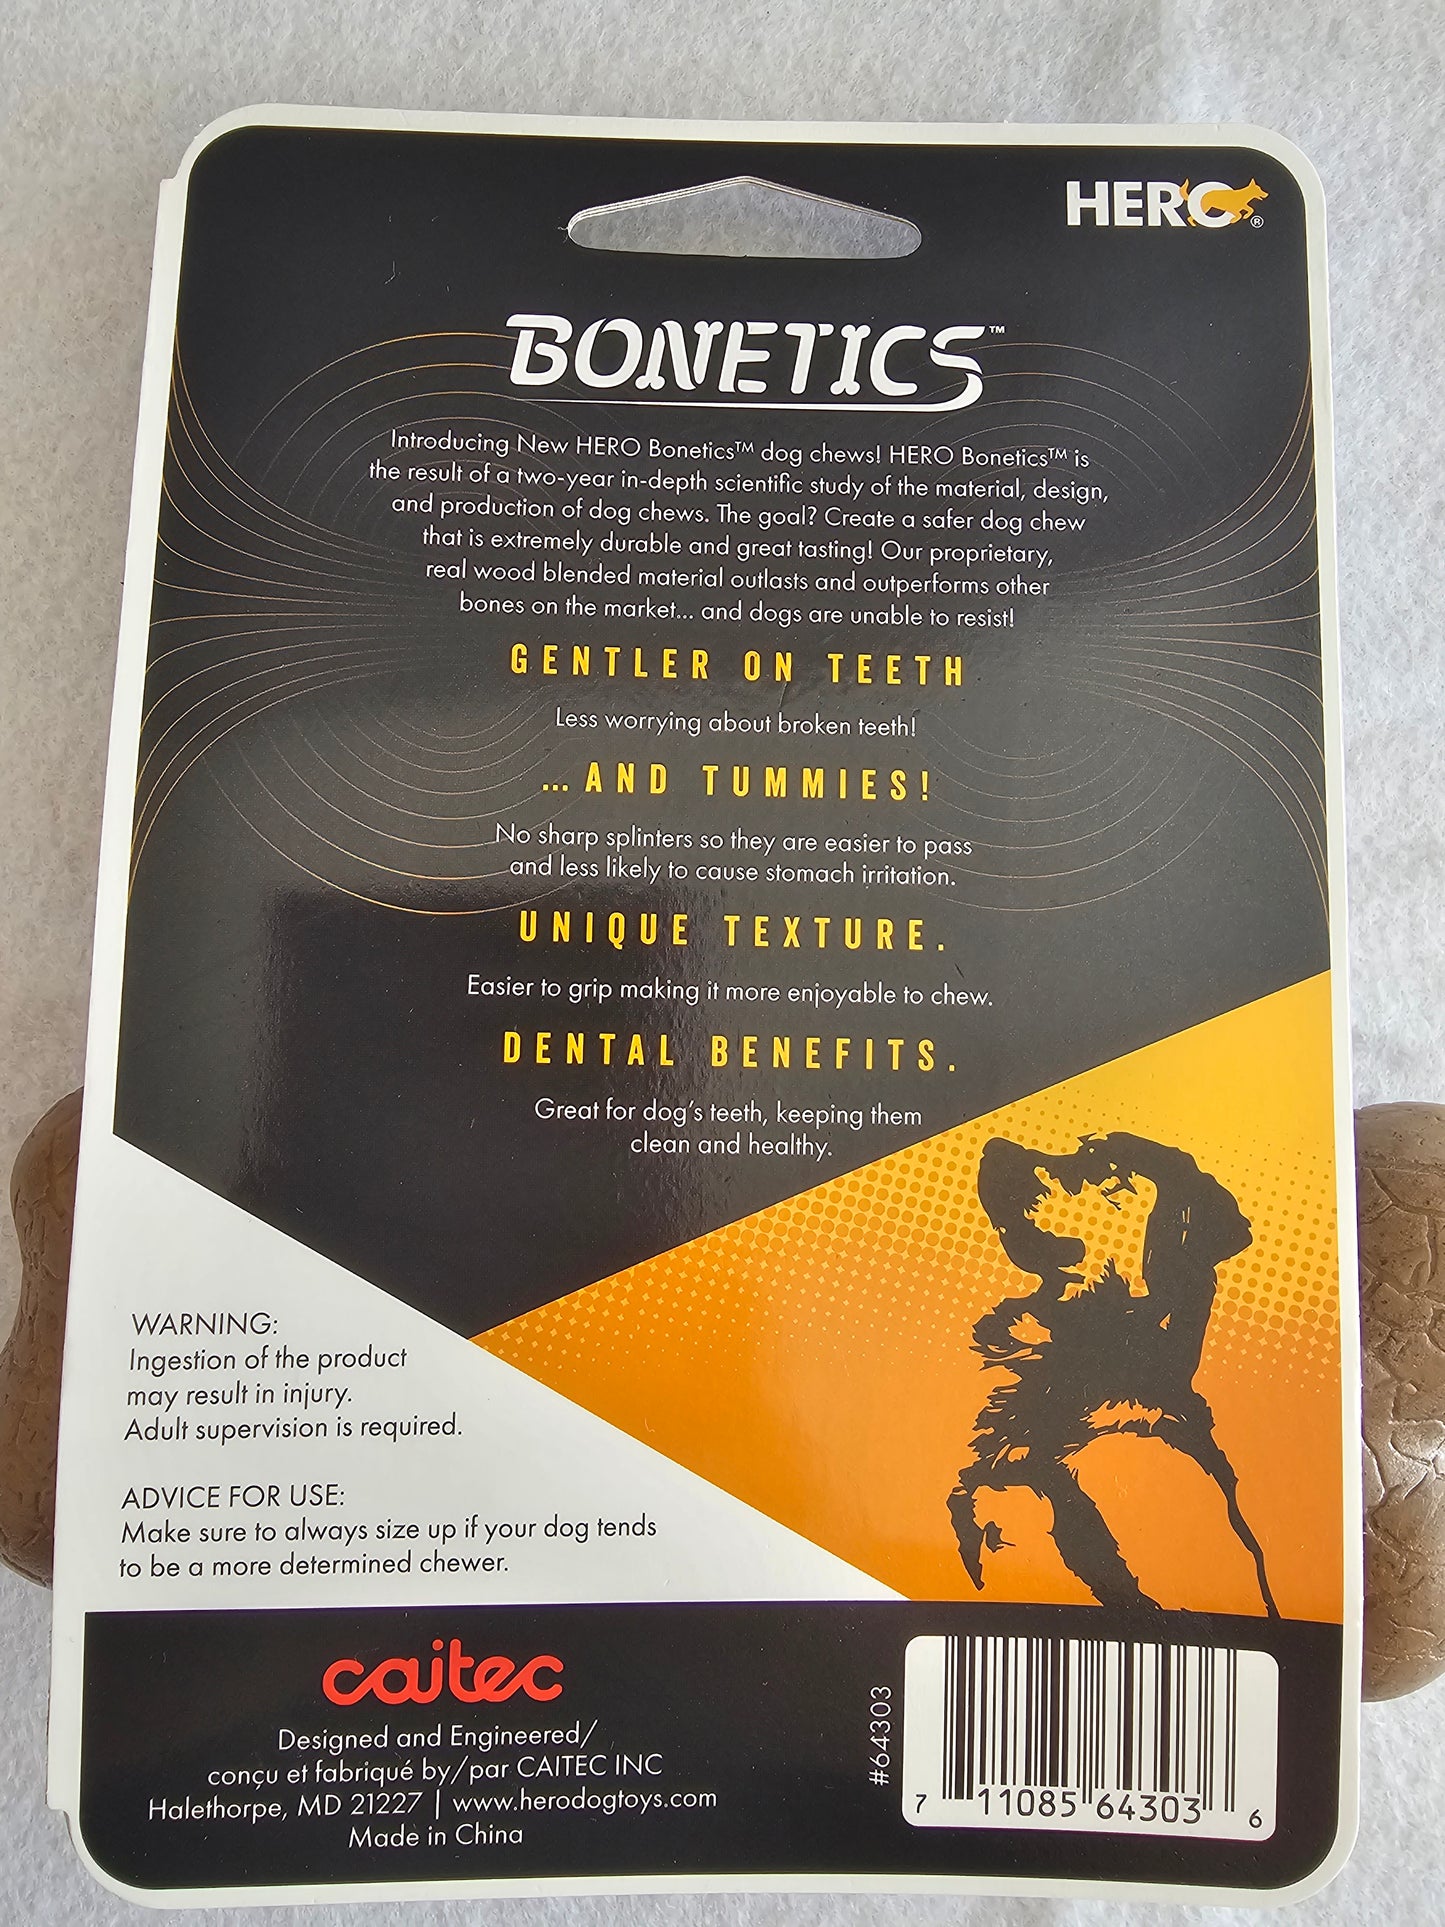 HERO®
BONETICS™
Introducing New HERO Bonetics™ dog chews! HERO Bonetics™ is
the result of a two-year in-depth scientific study of the material, design,
and production of dog chews. The goal? Create a safer dog chew
that is extremely durable and great tasting! Our proprietary,
real wood blended material outlasts and outperforms other
bones on the market... and dogs are unable to resist!
GENTLER ON TEETH
Less worrying about broken teeth!
...AND TUMMIES!
No sharp splinters so they are easier to pass
and less likely to cause stomach irritation.
UNIQUE TEXTURE.
Easier to grip making it more enjoyable to chew.
DENTAL BENEFITS.
Great for dog's teeth, keeping them
clean and healthy.
WARNING:
Ingestion of the product
may result in injury.
Adult supervision is required.
ADVICE FOR USE:
Make sure to always size up if your dog tends
to be a more determined chewer.
caitec
Designed and Engineered/
conçu et fabriqué by/par CAITEC INC
Halethorpe, MD 21227 | www.herodogtoys.com
Made in China
#64303
7 11085 64303 6